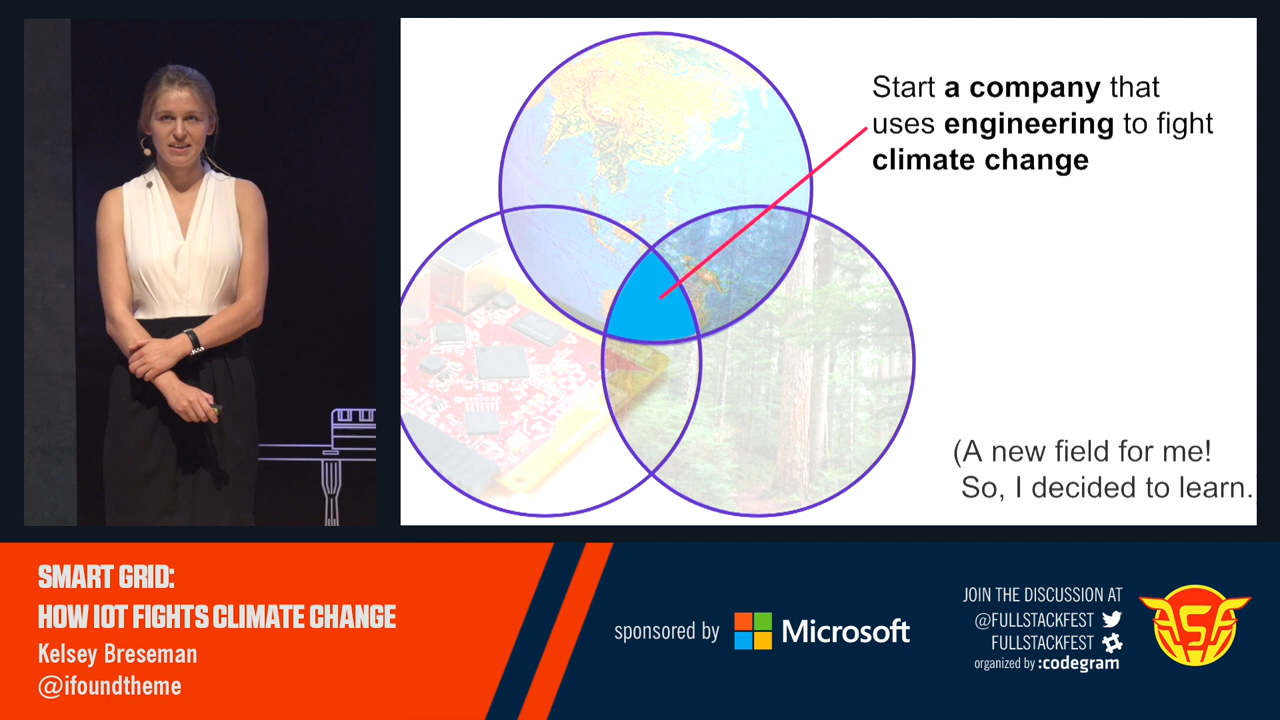 Start a company that
uses engineering to fight
climate change
(A new field for me!
So, I decided to learn.
SMART GRID:
HOW IOT FIGHTS CLIMATE CHANGE
Kelsey Breseman
@ifoundtheme
sponsored by Microsoft
JOIN THE DISCUSSION AT
@FULLSTACKFEST
FULLSTACKFEST
organized by :codegram
FSF